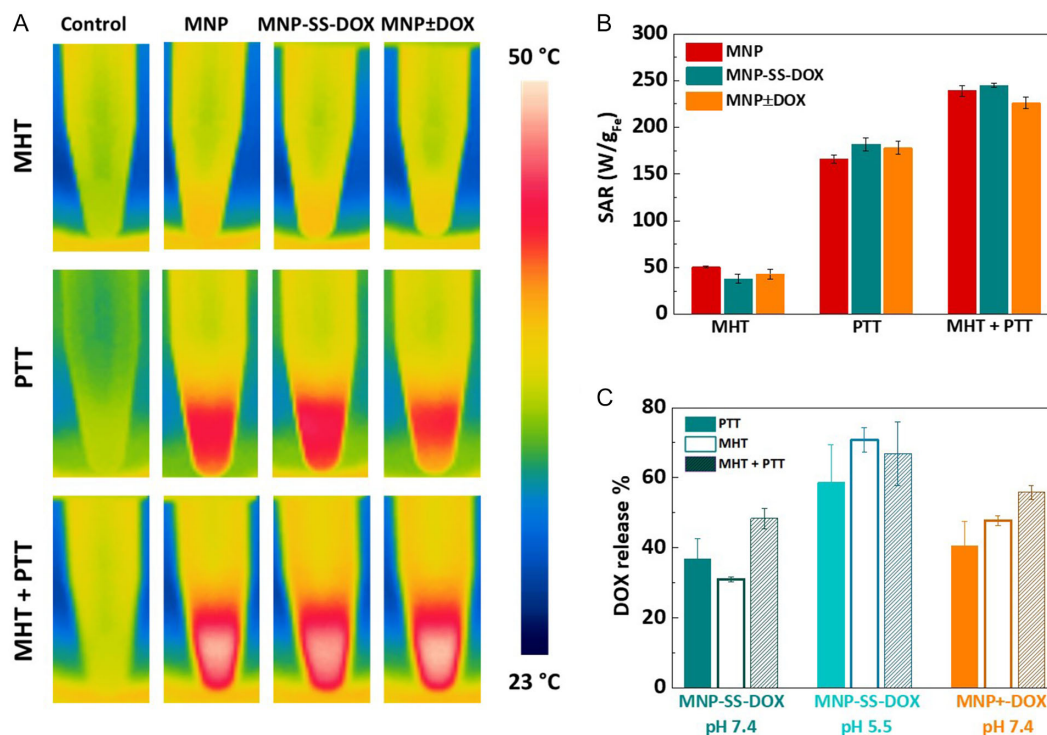 A
Control MNP MNP-SS-DOX MNP±DOX
MHT
PTT
MHT + PTT
50 °C
23 °C
B
SAR (W/gFe)
300
250
200
150
100
50
0
MNP
MNP-SS-DOX
MNP±DOX
MHT PTT MHT + PTT
C
DOX release %
80
60
40
20
0
PTT
MHT
MHT + PTT
MNP-SS-DOX MNP-SS-DOX MNP+-DOX
pH 7.4 pH 5.5 pH 7.4